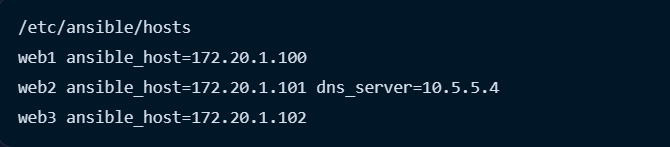 /etc/ansible/hosts
web1 ansible_host=172.20.1.100
web2 ansible_host=172.20.1.101 dns_server=10.5.5.4
web3 ansible_host=172.20.1.102